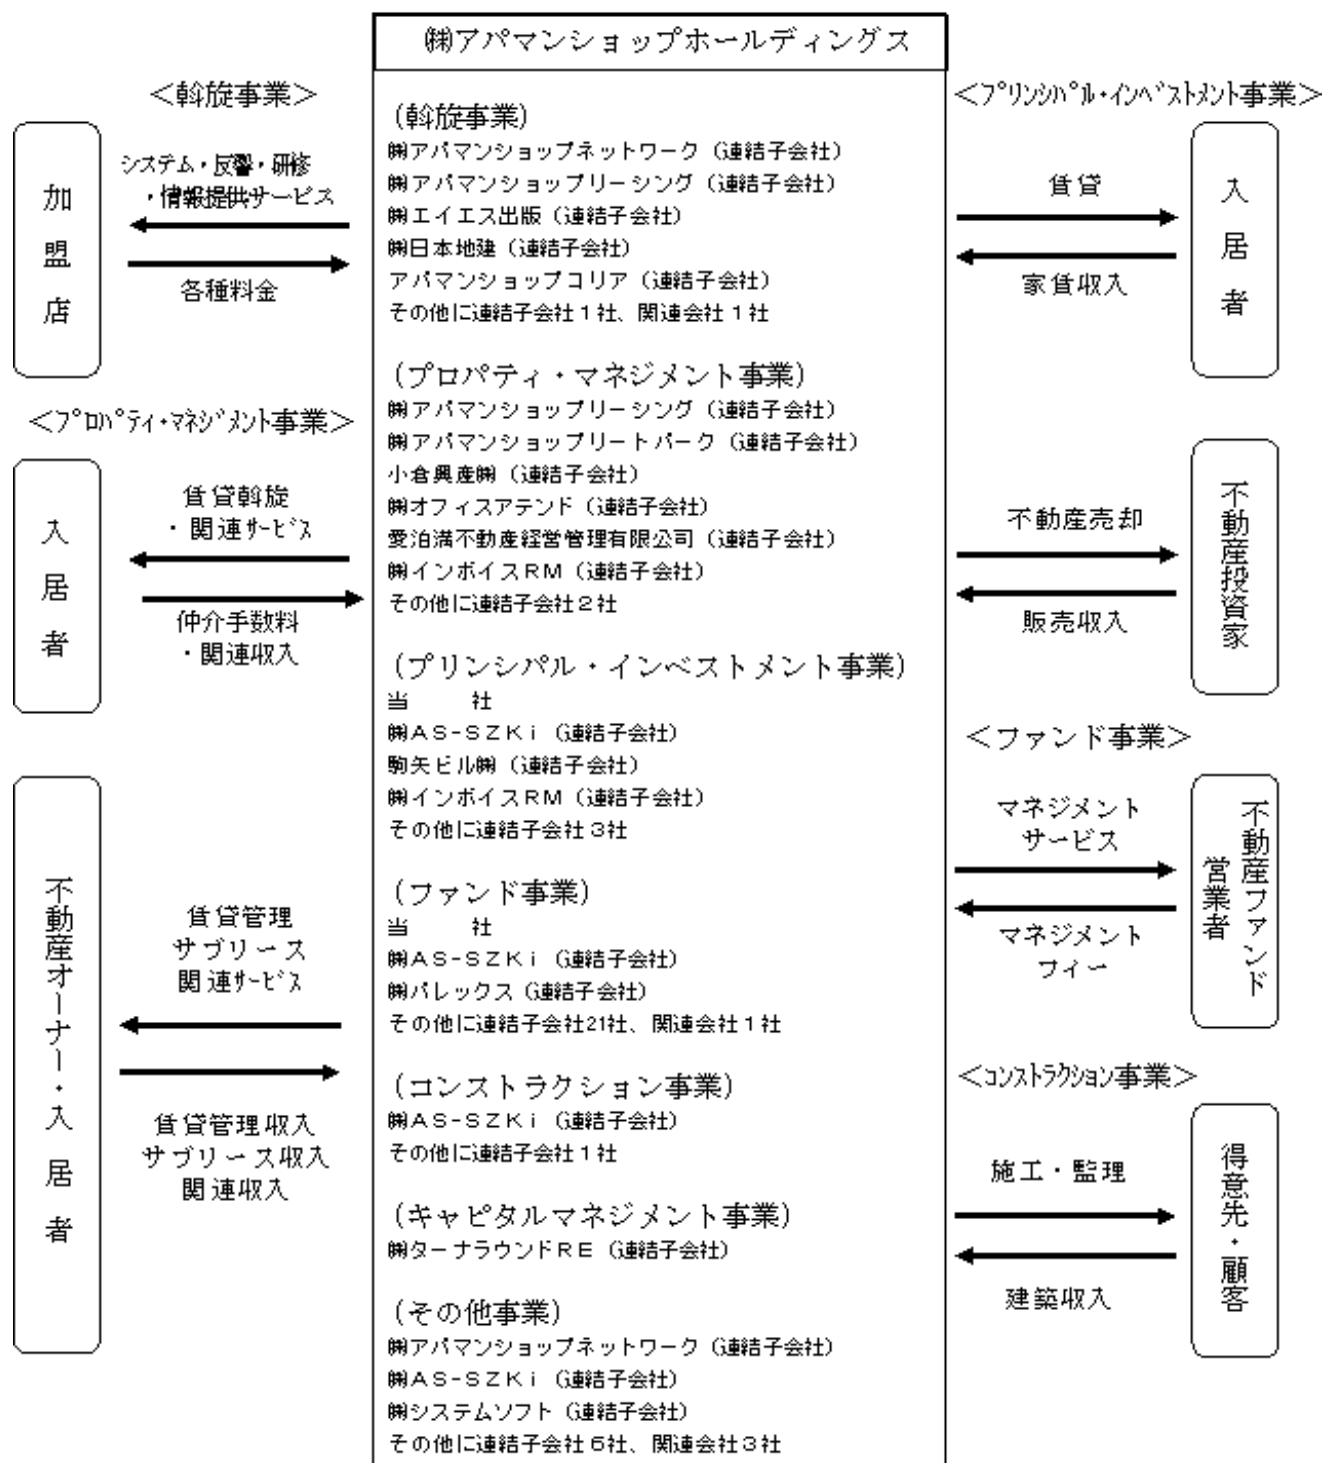 ㈱アパマンショップホールディングス
＜斡旋事業＞
加盟店
システム・反響・研修
・情報提供サービス
各種料金
＜ﾌﾟﾛﾊﾟﾃｨ・ﾏﾈｼﾞﾒﾝﾄ事業＞
入居者
賃貸斡旋
・関連ｻｰﾋﾞｽ
仲介手数料
・関連収入
不動産オーナー・入居者
賃貸管理
サブリース
関連ｻｰﾋﾞｽ
賃貸管理収入
サブリース収入
関連収入
(斡旋事業)
㈱アパマンショップネットワーク（連結子会社）
㈱アパマンショップリーシング（連結子会社）
㈱エイエス出版（連結子会社）
㈱日本地建（連結子会社）
アパマンショップコリア（連結子会社）
その他に連結子会社１社、関連会社１社
(プロパティ・マネジメント事業)
㈱アパマンショップリーシング（連結子会社）
㈱アパマンショップリートパーク（連結子会社）
小倉興産㈱（連結子会社）
㈱オフィスアテンド（連結子会社）
愛泊満不動産経営管理有限公司（連結子会社）
㈱インボイスＲＭ（連結子会社）
その他に連結子会社２社
(プリンシパル・インベストメント事業)
当　　社
㈱ＡＳ-ＳＺＫｉ（連結子会社）
駒矢ビル㈱（連結子会社）
㈱インボイスＲＭ（連結子会社）
その他に連結子会社３社
(ファンド事業)
当　　社
㈱ＡＳ-ＳＺＫｉ（連結子会社）
㈱パレックス（連結子会社）
その他に連結子会社21社、関連会社１社
(コンストラクション事業)
㈱ＡＳ-ＳＺＫｉ（連結子会社）
その他に連結子会社１社
(キャピタルマネジメント事業)
㈱ターナラウンドＲＥ（連結子会社）
(その他事業)
㈱アパマンショップネットワーク（連結子会社）
㈱ＡＳ-ＳＺＫｉ（連結子会社）
㈱システムソフト（連結子会社）
その他に連結子会社６社、関連会社３社
＜ﾌﾟﾘﾝｼﾊﾟﾙ・ｲﾝﾍﾞｽﾄﾒﾝﾄ事業＞
賃貸
家賃収入
入居者
不動産売却
販売収入
不動産投資家
＜ファンド事業＞
マネジメント
サービス
マネジメント
フィー
不動産ファンド
営業者
＜ｺﾝｽﾄﾗｸｼｮﾝ事業＞
施工・監理
建築収入
得意先・顧客